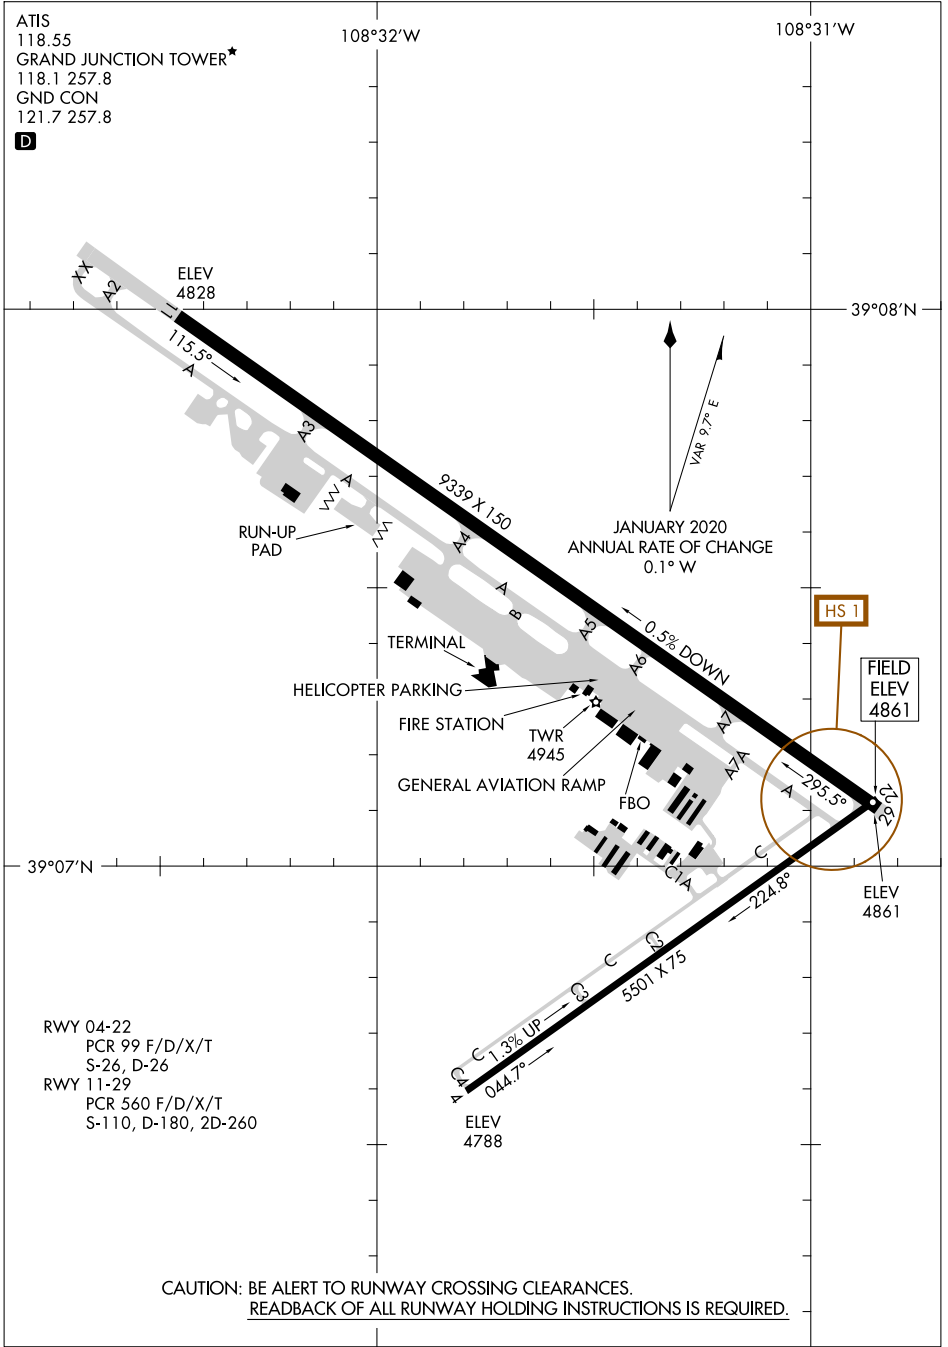 ATIS
118.55
GRAND JUNCTION TOWER★
118.1 257.8
GND CON
121.7 257.8
D
108°32'W
108°31'W
XX
A2
ELEV
4828
11
39°08'N
115.5°
A
A3
A
VAR 9.7° E
9339 X 150
RUN-UP
PAD
A4
JANUARY 2020
ANNUAL RATE OF CHANGE
0.1° W
A
B
A5
0.5% DOWN
HS 1
TERMINAL
A6
FIELD
ELEV
4861
HELICOPTER PARKING
FIRE STATION
TWR
4945
A7
A7A
GENERAL AVIATION RAMP
FBO
A
295.5°
22
29
39°07'N
C
C1A
224.8°
ELEV
4861
C2
C
5501 X 75
C3
RWY 04-22
PCR 99 F/D/X/T
S-26, D-26
RWY 11-29
PCR 560 F/D/X/T
S-110, D-180, 2D-260
1.3% UP
C
044.7°
C4
4
ELEV
4788
CAUTION: BE ALERT TO RUNWAY CROSSING CLEARANCES.
READBACK OF ALL RUNWAY HOLDING INSTRUCTIONS IS REQUIRED.